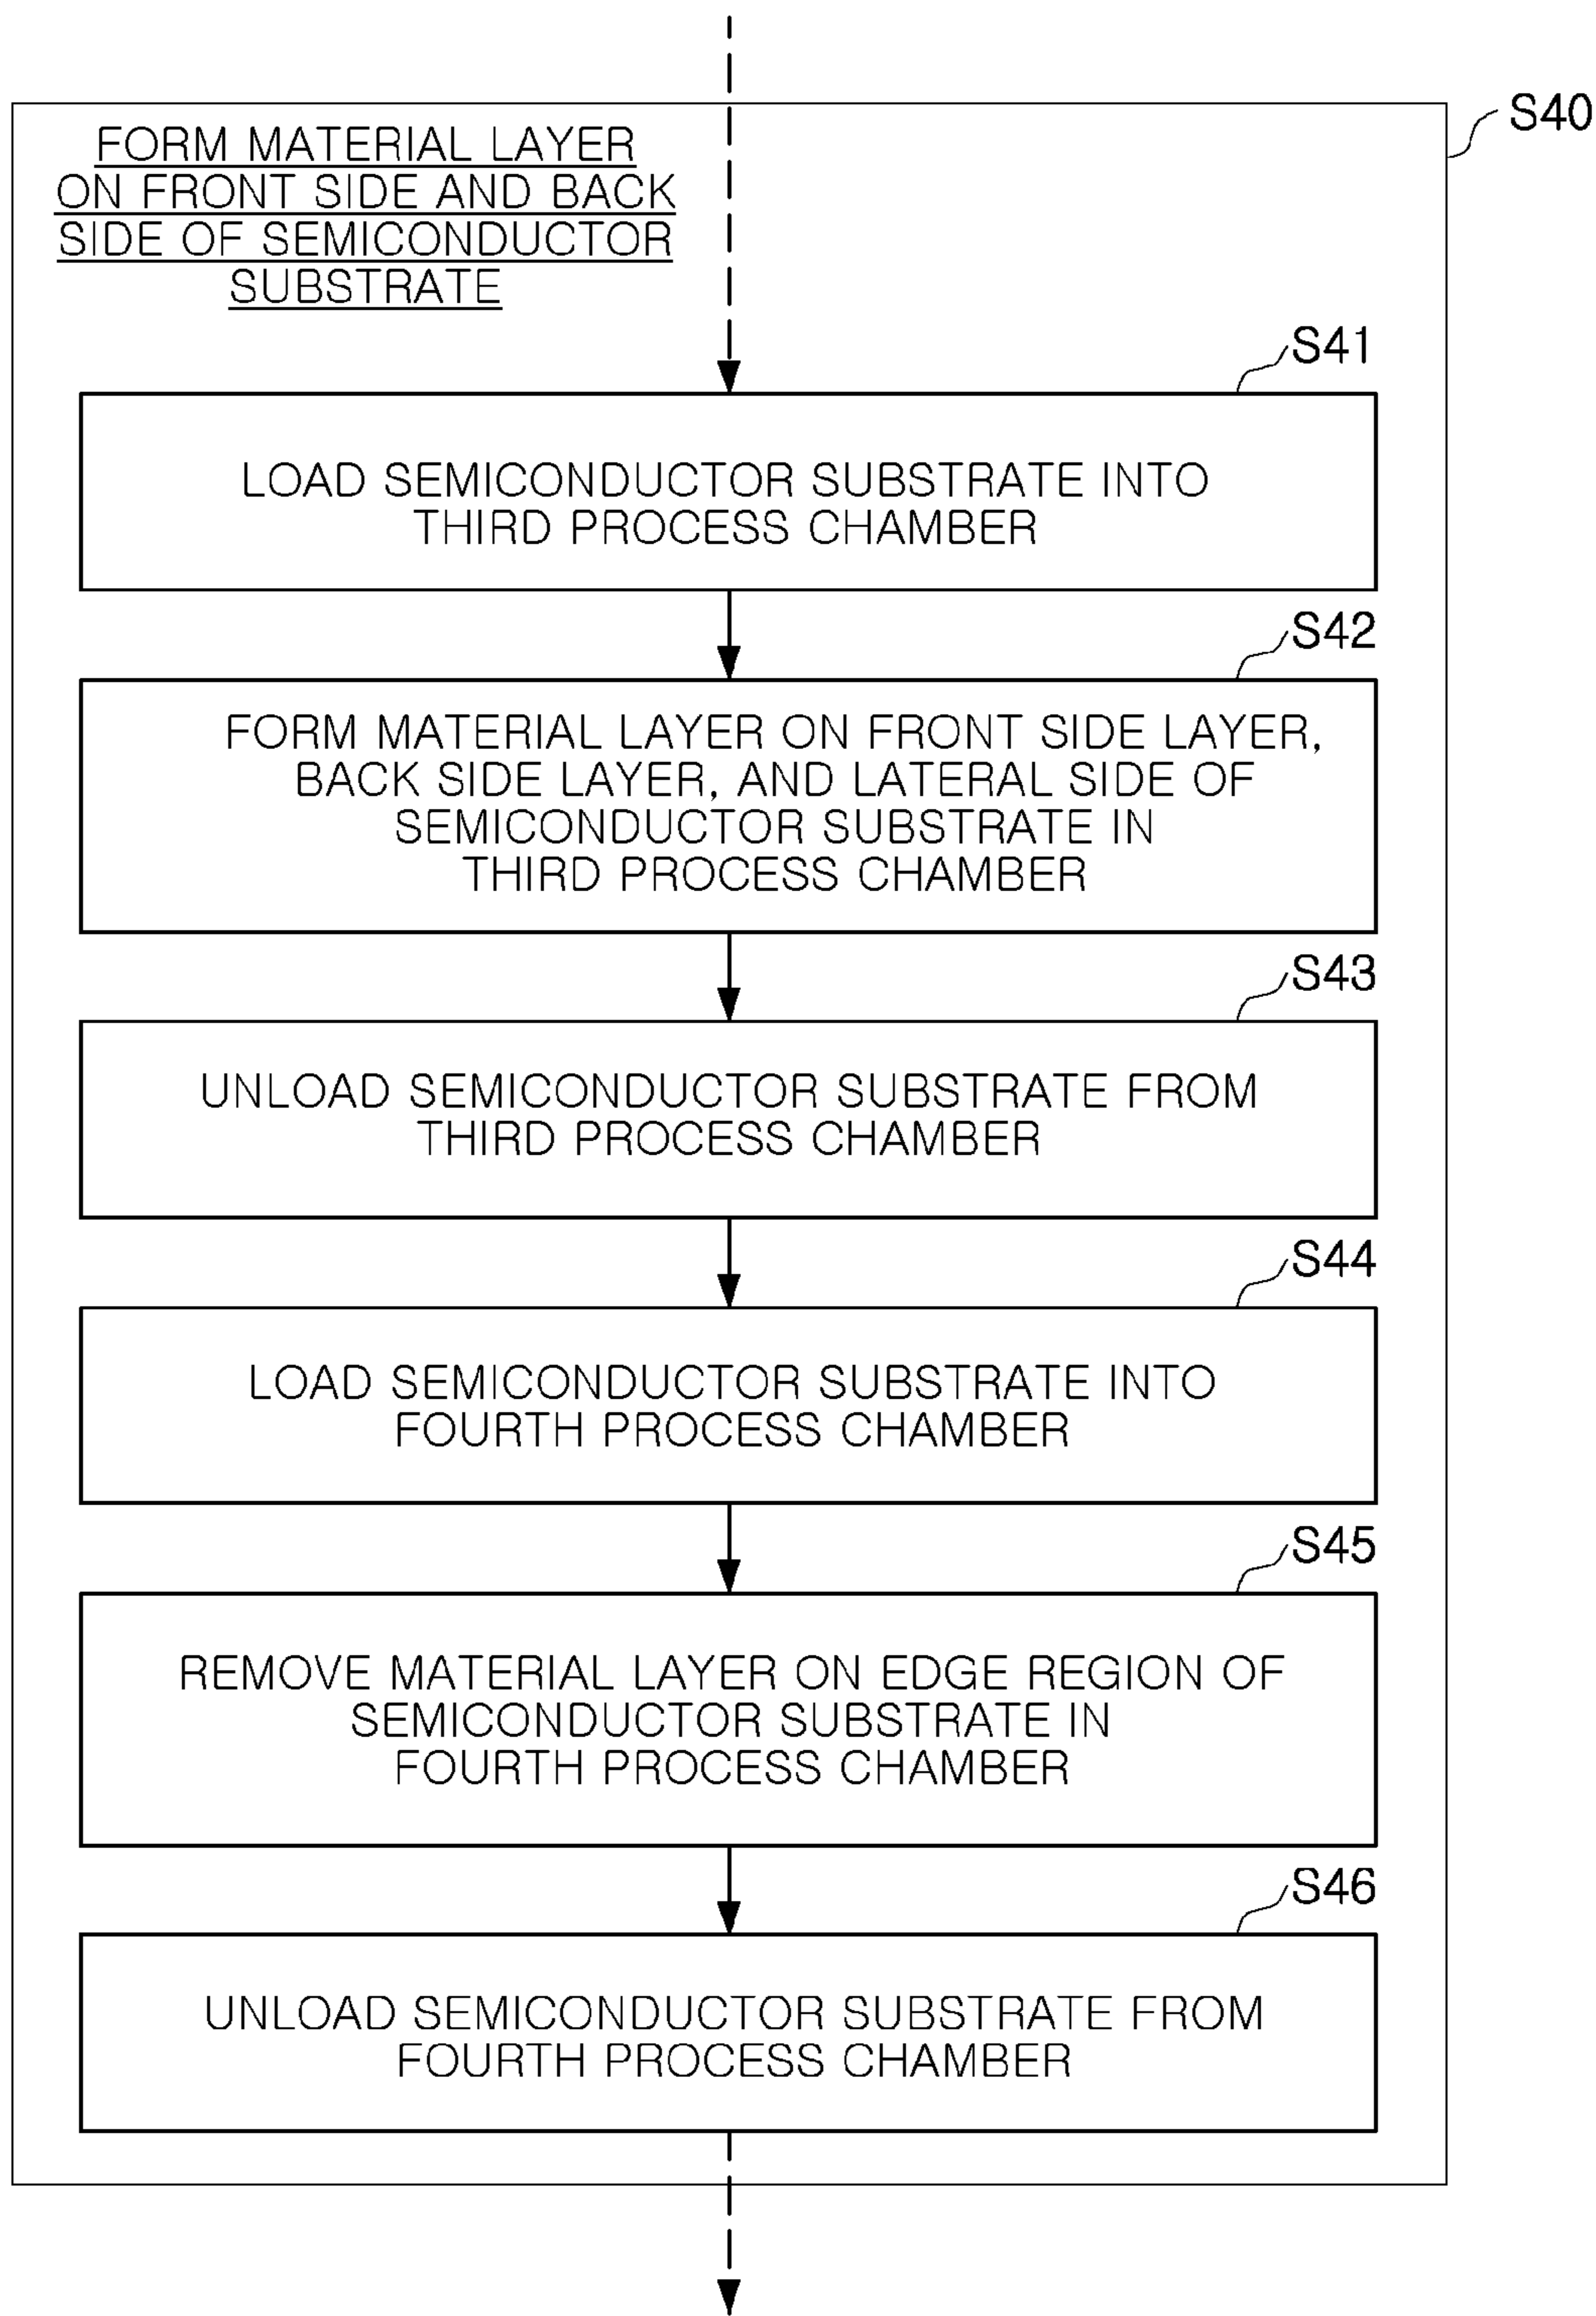 S40
FORM MATERIAL LAYER
ON FRONT SIDE AND BACK
SIDE OF SEMICONDUCTOR
SUBSTRATE
S41
LOAD SEMICONDUCTOR SUBSTRATE INTO
THIRD PROCESS CHAMBER
S42
FORM MATERIAL LAYER ON FRONT SIDE LAYER,
BACK SIDE LAYER, AND LATERAL SIDE OF
SEMICONDUCTOR SUBSTRATE IN
THIRD PROCESS CHAMBER
S43
UNLOAD SEMICONDUCTOR SUBSTRATE FROM
THIRD PROCESS CHAMBER
S44
LOAD SEMICONDUCTOR SUBSTRATE INTO
FOURTH PROCESS CHAMBER
S45
REMOVE MATERIAL LAYER ON EDGE REGION OF
SEMICONDUCTOR SUBSTRATE IN
FOURTH PROCESS CHAMBER
S46
UNLOAD SEMICONDUCTOR SUBSTRATE FROM
FOURTH PROCESS CHAMBER